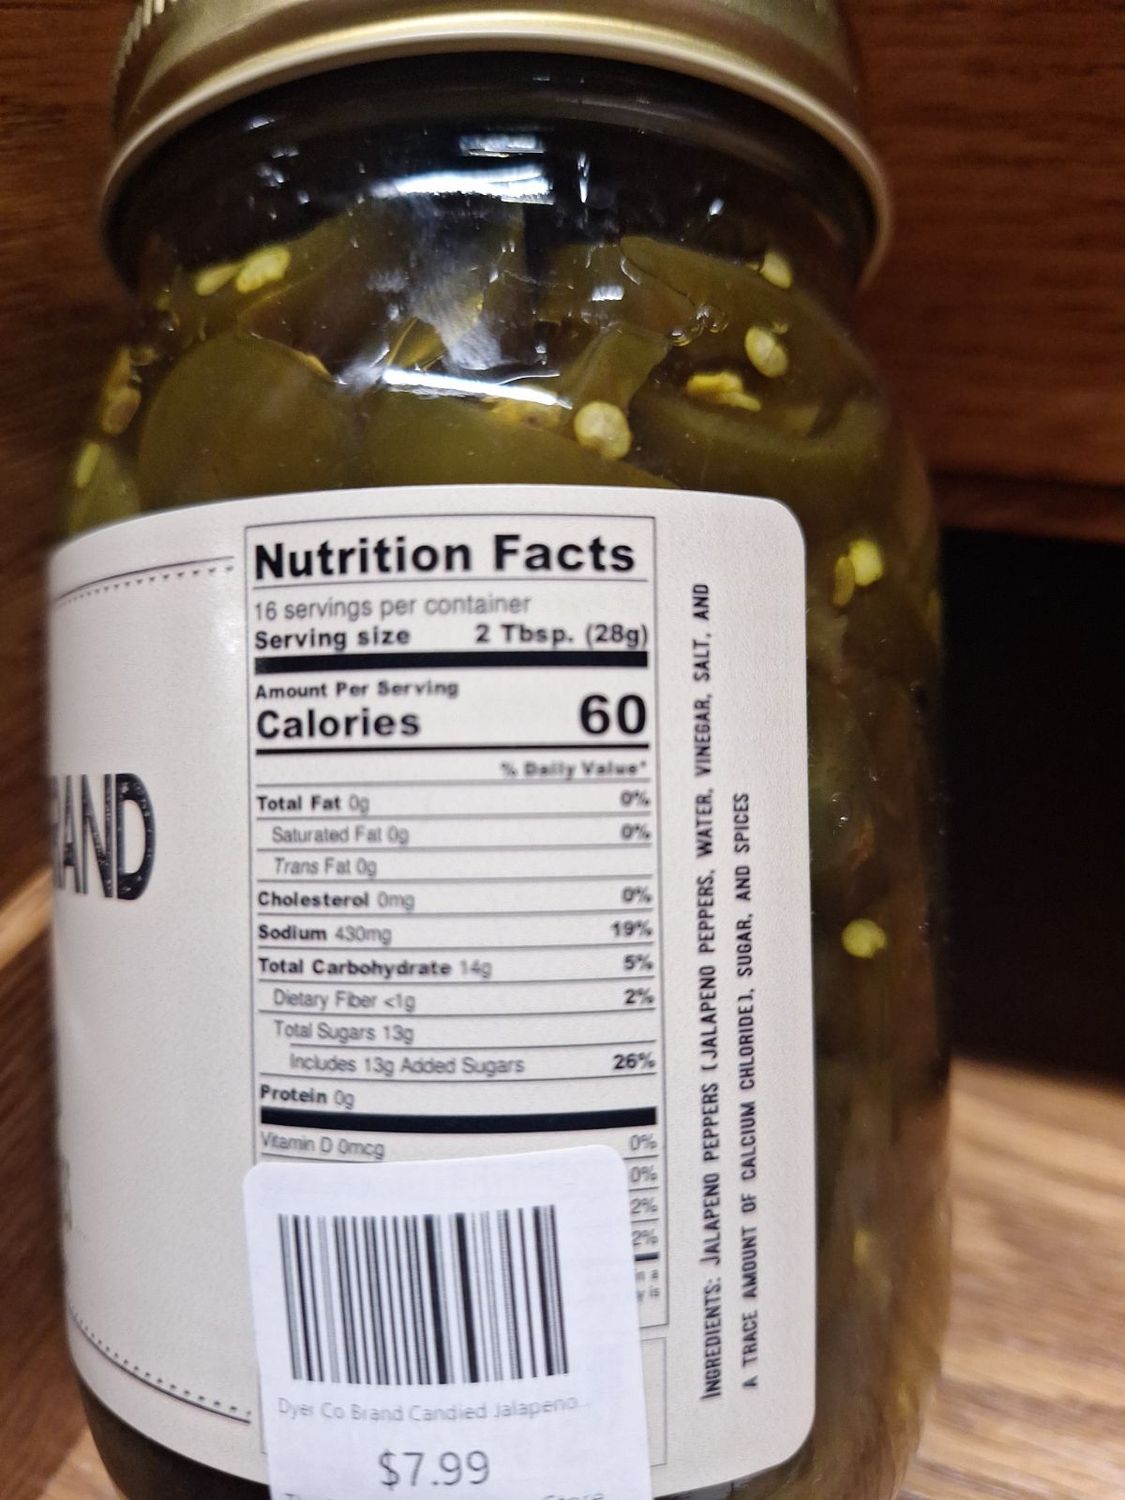 RAND
Nutrition Facts
16 servings per container
Serving size 2 Tbsp. (28g)
Amount Per Serving
Calories 60
% Daily Value*
Total Fat 0g 0%
Saturated Fat 0g 0%
Trans Fat 0g
Cholesterol 0mg 0%
Sodium 430mg 19%
Total Carbohydrate 14g 5%
Dietary Fiber <1g 2%
Total Sugars 13g
Includes 13g Added Sugars 26%
Protein 0g
Vitamin D 0mcg 0%
0%
2%
2%
INGREDIENTS: JALAPENO PEPPERS (JALAPENO PEPPERS, WATER, VINEGAR, SALT, AND
A TRACE AMOUNT OF CALCIUM CHLORIDE), SUGAR, AND SPICES
Dyer Co Brand Candied Jalapeno...
$7.99